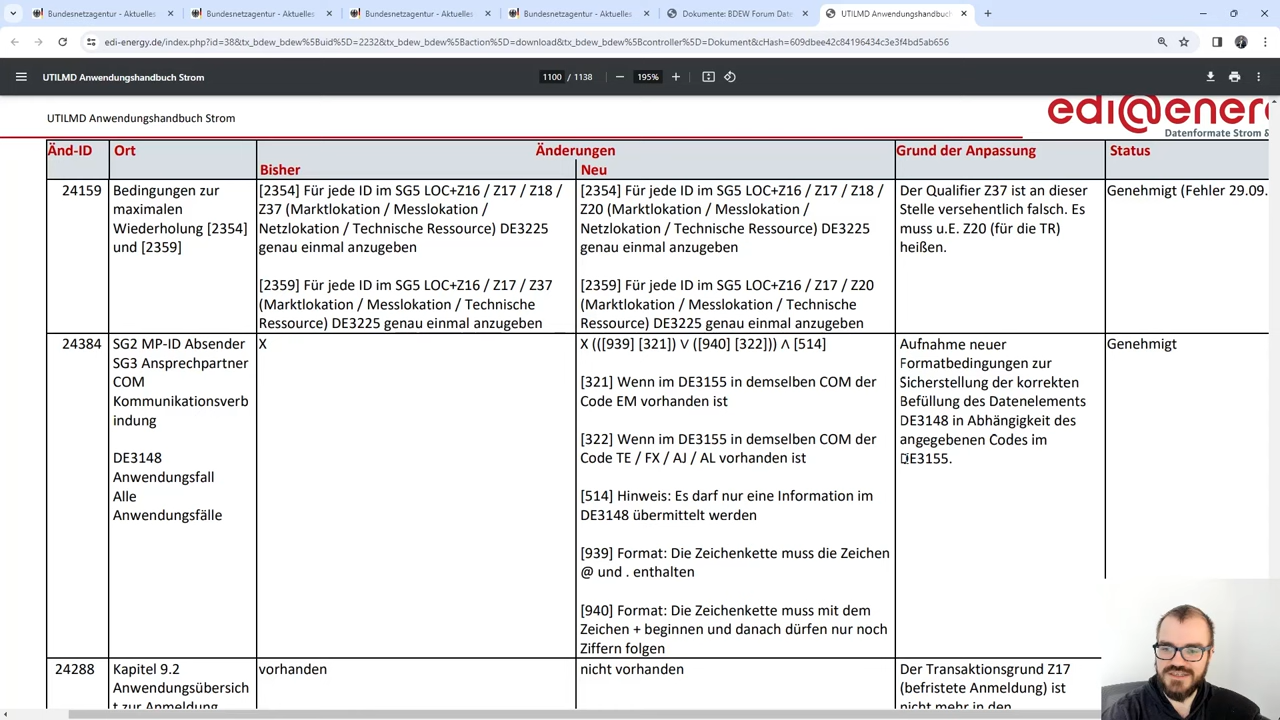 Bundesnetzagentur - Aktuelles
Bundesnetzagentur - Aktuelles
Bundesnetzagentur - Aktuelles
Bundesnetzagentur - Aktuelles
Dokumente: BDEW Forum Daten
UTILMD Anwendungshandbuch
edi-energy.de/index.php?id=38&tx_bdew_bdew%5Buid%5D=2232&tx_bdew_bdew%5Baction%5D=download&tx_bdew_bdew%5Bcontroller%5D=Dokument&cHash=609dbee42c84196434c3e3f4bd5ab656
UTILMD Anwendungshandbuch Strom
1100 / 1138
195%
UTILMD Anwendungshandbuch Strom
edi@ener
Datenformate Strom &
Änd-ID
Ort
Änderungen
Bisher
Neu
Grund der Anpassung
Status
24159
Bedingungen zur
maximalen
Wiederholung [2354]
und [2359]
[2354] Für jede ID im SG5 LOC+Z16 / Z17 / Z18 /
Z37 (Marktlokation / Messlokation /
Netzlokation / Technische Ressource) DE3225
genau einmal anzugeben
[2359] Für jede ID im SG5 LOC+Z16 / Z17 / Z37
(Marktlokation / Messlokation / Technische
Ressource) DE3225 genau einmal anzugeben
[2354] Für jede ID im SG5 LOC+Z16 / Z17 / Z18 /
Z20 (Marktlokation / Messlokation /
Netzlokation / Technische Ressource) DE3225
genau einmal anzugeben
[2359] Für jede ID im SG5 LOC+Z16 / Z17 / Z20
(Marktlokation / Messlokation / Technische
Ressource) DE3225 genau einmal anzugeben
Der Qualifier Z37 ist an dieser
Stelle versehentlich falsch. Es
muss u.E. Z20 (für die TR)
heißen.
Genehmigt (Fehler 29.09.
24384
SG2 MP-ID Absender
SG3 Ansprechpartner
COM
Kommunikationsverb
indung
DE3148
Anwendungsfall
Alle
Anwendungsfälle
X
X (([939] [321]) V ([940] [322])) ∧ [514]
[321] Wenn im DE3155 in demselben COM der
Code EM vorhanden ist
[322] Wenn im DE3155 in demselben COM der
Code TE / FX / AJ / AL vorhanden ist
[514] Hinweis: Es darf nur eine Information im
DE3148 übermittelt werden
[939] Format: Die Zeichenkette muss die Zeichen
@ und . enthalten
[940] Format: Die Zeichenkette muss mit dem
Zeichen + beginnen und danach dürfen nur noch
Ziffern folgen
Aufnahme neuer
Formatbedingungen zur
Sicherstellung der korrekten
Befüllung des Datenelements
DE3148 in Abhängigkeit des
angegebenen Codes im
DE3155.
Genehmigt
24288
Kapitel 9.2
Anwendungsübersich
t zur Anmeldung
vorhanden
nicht vorhanden
Der Transaktionsgrund Z17
(befristete Anmeldung) ist
nicht mehr in den